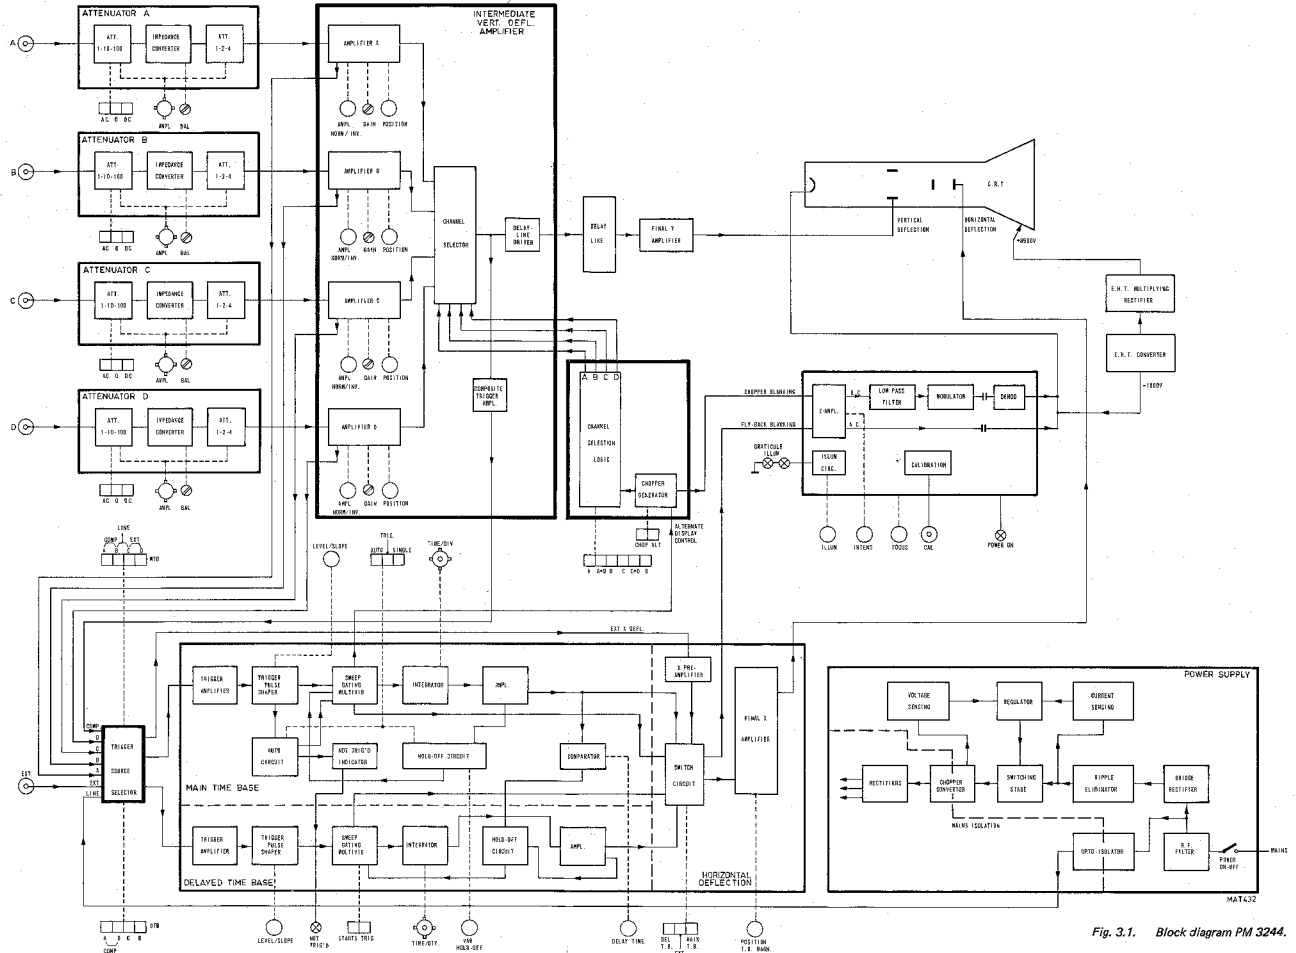 ATTENUATOR A
INTERMEDIATE
VERT. DEFL.
AMPLIFIER
A
ATT.
1-10-100
IMPEDANCE
CONVERTER
ATT.
1-2-4
AMPLIFIER A
AC 0 DC
AMPL
BAL
AMPL
NORM/INV.
GAIN
POSITION
ATTENUATOR B
B
ATT.
1-10-100
IMPEDANCE
CONVERTER
ATT.
1-2-4
AMPLIFIER B
AC 0 DC
AMPL
BAL
AMPL
NORM/INV.
GAIN
POSITION
CHANNEL
SELECTOR
DELAY-
LINE
DRIVER
DELAY
LINE
FINAL Y
AMPLIFIER
C.R.T
VERTICAL
DEFLECTION
HORIZONTAL
DEFLECTION
+8500V
E.H.T. MULTIPLYING
RECTIFIER
E.H.T. CONVERTER
-1000V
ATTENUATOR C
C
ATT.
1-10-100
IMPEDANCE
CONVERTER
ATT.
1-2-4
AMPLIFIER C
AC 0 DC
AMPL
BAL
AMPL
NORM/INV.
GAIN
POSITION
ATTENUATOR D
D
ATT.
1-10-100
IMPEDANCE
CONVERTER
ATT.
1-2-4
AMPLIFIER D
AC 0 DC
AMPL
BAL
AMPL
NORM/INV.
GAIN
POSITION
COMPOSITE
TRIGGER
AMPL.
A B C D
CHANNEL
SELECTION
LOGIC
CHOPPER
GENERATOR
CHOP ALT
ALTERNATE
DISPLAY
CONTROL
A A+B B C C+D D
CHOPPER BLANKING
FLY-BACK BLANKING
Z-AMPL.
D.C.
A.C.
LOW PASS
FILTER
MODULATOR
DEMOD
GRATICULE
ILLUM
ILLUM
CIRC.
CALIBRATION
ILLUM
INTENS
FOCUS
CAL
POWER ON
LINE
COMP
EXT
A B C D
MTB
LEVEL/SLOPE
TRIG.
AUTO
SINGLE
TIME/DIV
EXT X DEFL.
TRIGGER
AMPLIFIER
TRIGGER
PULSE
SHAPER
SWEEP
GATING
MULTIVIB
INTEGRATOR
AMPL.
X PRE-
AMPLIFIER
FINAL X
AMPLIFIER
AUTO
CIRCUIT
NOT TRIG'D
INDICATOR
HOLD-OFF CIRCUIT
COMPARATOR
SWITCH
CIRCUIT
MAIN TIME BASE
EXT.
COMP
D
C
B
A
EXT
LINE
TRIGGER
SOURCE
SELECTOR
TRIGGER
AMPLIFIER
TRIGGER
PULSE
SHAPER
SWEEP
GATING
MULTIVIB
INTEGRATOR
HOLD-OFF
CIRCUIT
AMPL.
DELAYED TIME BASE
HORIZONTAL
DEFLECTION
A B C D
DTB
COMP
LEVEL/SLOPE
NOT
TRIG'D
STARTS TRIG
TIME/DIV.
VAR
HOLD-OFF
DELAY TIME
DEL
T.B.
MAIN
T.B.
EXT
POSITION
T.B. MAGN.
POWER SUPPLY
VOLTAGE
SENSING
REGULATOR
CURRENT
SENSING
RECTIFIERS
CHOPPER
CONVERTOR
SWITCHING
STAGE
RIPPLE
ELIMINATOR
BRIDGE
RECTIFIER
MAINS ISOLATION
OPTO-ISOLATOR
R.F.
FILTER
POWER
ON-OFF
MAINS
MAT432
Fig. 3.1. Block diagram PM 3244.